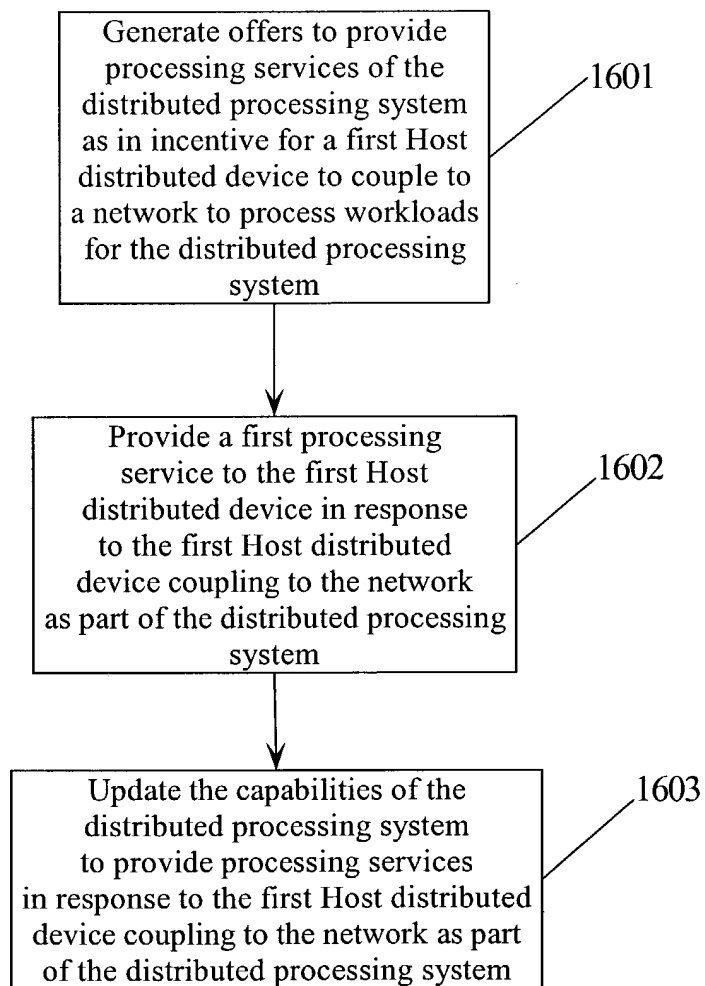 Generate offers to provide
processing services of the
distributed processing system
as in incentive for a first Host
distributed device to couple to
a network to process workloads
for the distributed processing
system
1601
Provide a first processing
service to the first Host
distributed device in response
to the first Host distributed
device coupling to the network
as part of the distributed processing
system
1602
Update the capabilities of the
distributed processing system
to provide processing services
in response to the first Host distributed
device coupling to the network as part
of the distributed processing system
1603